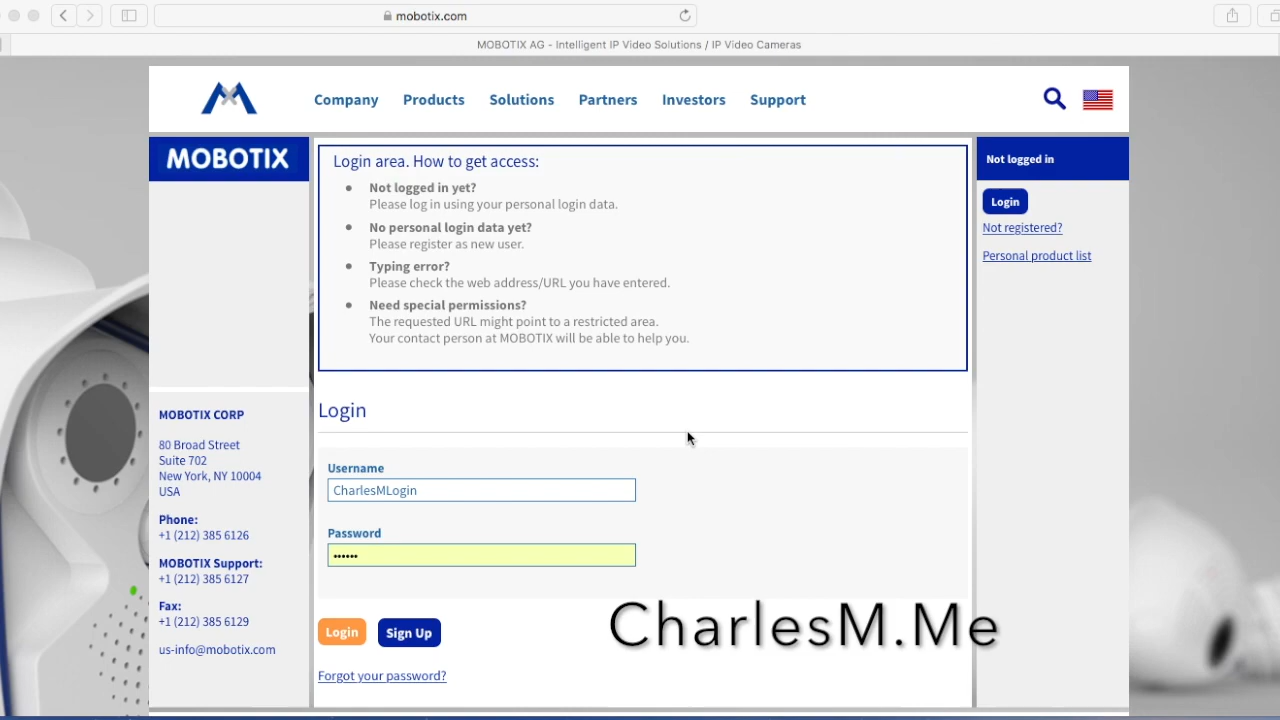 mobotix.com
MOBOTIX AG - Intelligent IP Video Solutions / IP Video Cameras
Company Products Solutions Partners Investors Support
MOBOTIX
MOBOTIX CORP
80 Broad Street
Suite 702
New York, NY 10004
USA
Phone:
+1 (212) 385 6126
MOBOTIX Support:
+1 (212) 385 6127
Fax:
+1 (212) 385 6129
us-info@mobotix.com
Login area. How to get access:
• Not logged in yet?
Please log in using your personal login data.
• No personal login data yet?
Please register as new user.
• Typing error?
Please check the web address/URL you have entered.
• Need special permissions?
The requested URL might point to a restricted area.
Your contact person at MOBOTIX will be able to help you.
Login
Username
CharlesMLogin
Password
••••••
Login Sign Up
Forgot your password?
CharlesM.Me
Not logged in
Login
Not registered?
Personal product list